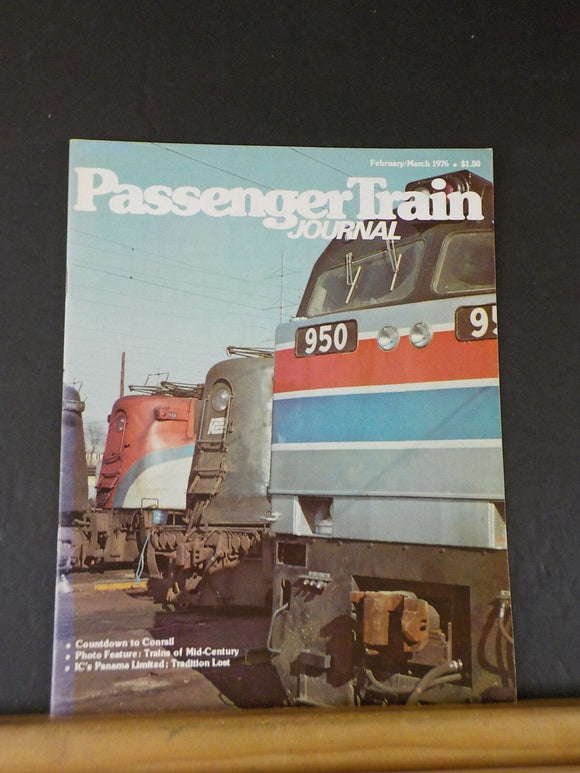 February/March 1976 • $1.50
Passenger Train
JOURNAL
950
95
• Countdown to Conrail
• Photo Feature: Trains of Mid-Century
• IC's Panama Limited; Tradition Lost